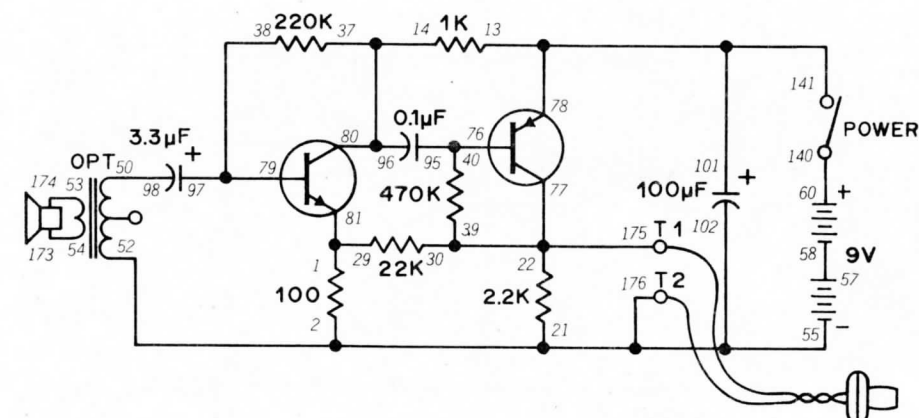 220K
38 37
1K
14 13
141
POWER
140
3.3µF
+
OPT
50
174 53
98 97
173 54
52
79
80
81
0.1µF
96 95
76
40
78
77
470K
39
101
+
100µF
102
60 +
58
9V
57
55 −
1
29 30
22K
100
2
22
2.2K
21
175 T1
176 T2